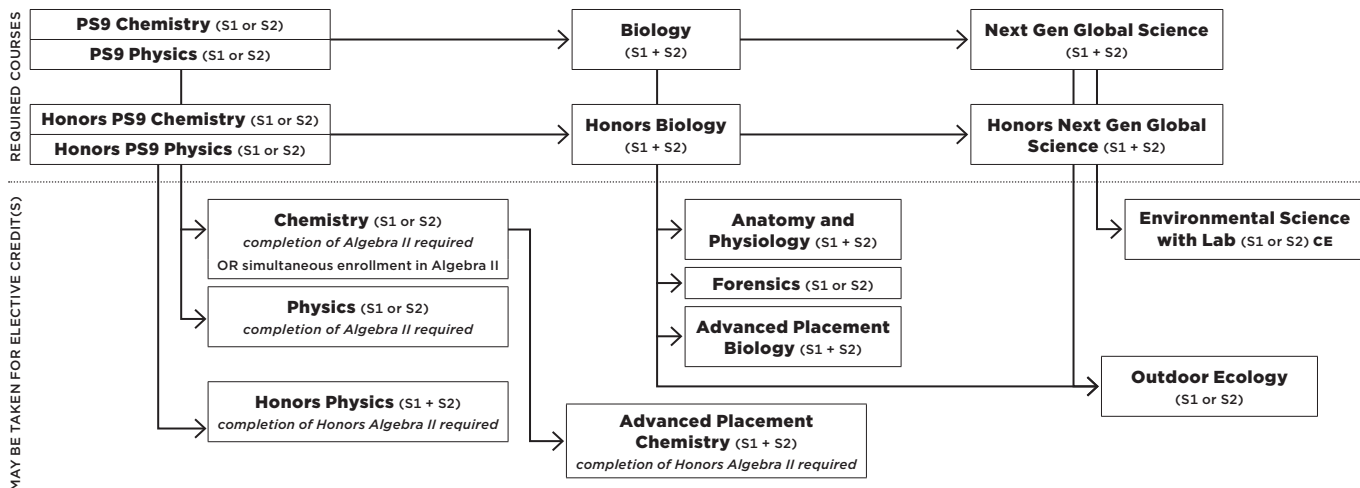 REQUIRED COURSES
PS9 Chemistry (S1 or S2)
PS9 Physics (S1 or S2)
Biology
(S1 + S2)
Next Gen Global Science
(S1 + S2)
Honors PS9 Chemistry (S1 or S2)
Honors PS9 Physics (S1 or S2)
Honors Biology
(S1 + S2)
Honors Next Gen Global
Science (S1 + S2)
MAY BE TAKEN FOR ELECTIVE CREDIT(S)
Chemistry (S1 or S2)
completion of Algebra II required
OR simultaneous enrollment in Algebra II
Physics (S1 or S2)
completion of Algebra II required
Honors Physics (S1 + S2)
completion of Honors Algebra II required
Anatomy and
Physiology (S1 + S2)
Forensics (S1 or S2)
Advanced Placement
Biology (S1 + S2)
Advanced Placement
Chemistry (S1 + S2)
completion of Honors Algebra II required
Environmental Science
with Lab (S1 or S2) CE
Outdoor Ecology
(S1 or S2)